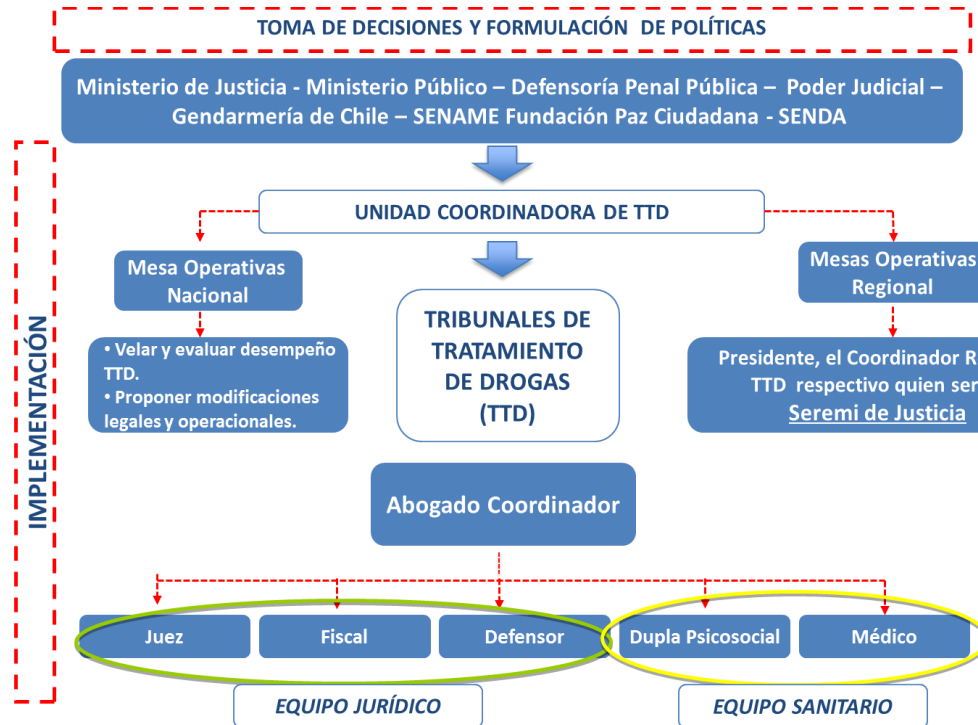 TOMA DE DECISIONES Y FORMULACIÓN DE POLÍTICAS
Ministerio de Justicia - Ministerio Público – Defensoría Penal Pública – Poder Judicial –
Gendarmería de Chile – SENAME Fundación Paz Ciudadana - SENDA
IMPLEMENTACIÓN
UNIDAD COORDINADORA DE TTD
Mesa Operativas
Nacional
• Velar y evaluar desempeño
TTD.
• Proponer modificaciones
legales y operacionales.
TRIBUNALES DE
TRATAMIENTO
DE DROGAS
(TTD)
Mesas Operativas
Regional
Presidente, el Coordinador R
TTD respectivo quien ser
Seremi de Justicia
Abogado Coordinador
Juez
Fiscal
Defensor
Dupla Psicosocial
Médico
EQUIPO JURÍDICO
EQUIPO SANITARIO